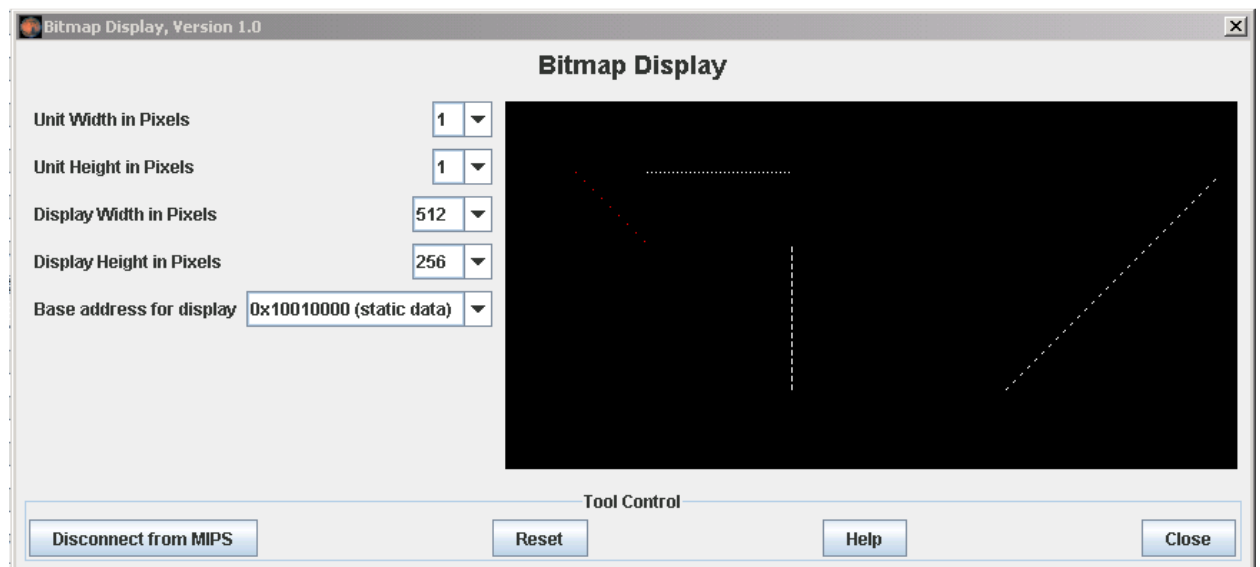 Bitmap Display, Version 1.0
Bitmap Display
Unit Width in Pixels 1
Unit Height in Pixels 1
Display Width in Pixels 512
Display Height in Pixels 256
Base address for display 0x10010000 (static data)
Tool Control
Disconnect from MIPS Reset Help Close